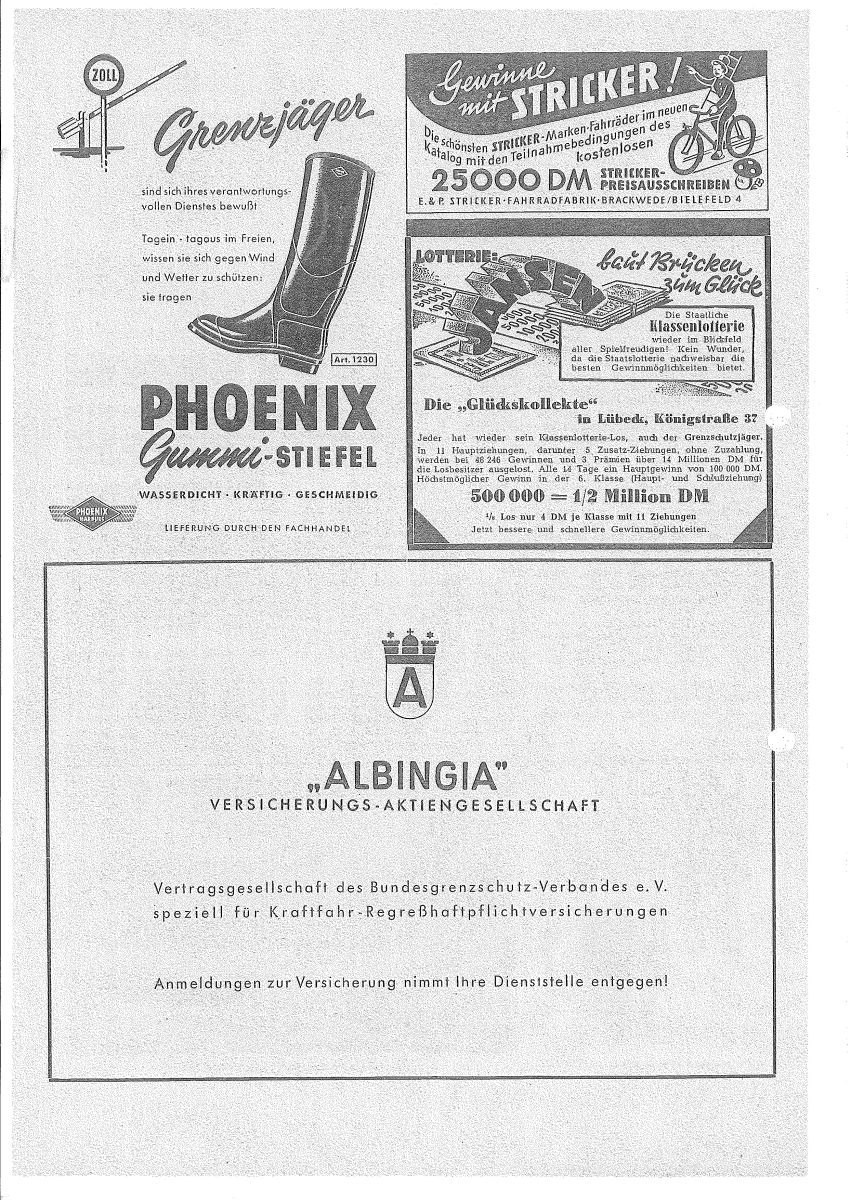 ZOLL
Grenzjäger
sind sich ihres verantwortungs-
vollen Dienstes bewußt
Tagein - tagaus im Freien,
wissen sie sich gegen Wind
und Wetter zu schützen:
sie tragen
Art. 1230
PHOENIX
Gummi-STIEFEL
WASSERDICHT · KRÄFTIG · GESCHMEIDIG
PHOENIX
HARBURG
LIEFERUNG DURCH DEN FACHHANDEL
Gewinne
mit STRICKER!
Die schönsten STRICKER-Marken-Fahrräder im neuen
Katalog mit den Teilnahmebedingungen des
kostenlosen
25000 DM STRICKER-
PREISAUSSCHREIBEN
E. & P. STRICKER · FAHRRADFABRIK · BRACKWEDE / BIELEFELD 4
LOTTERIE:
JANSEN
baut Brücken
zum Glück
Die Staatliche
Klassenlotterie
wieder im Blickfeld
aller Spielfreudigen! Kein Wunder,
da die Staatslotterie nachweisbar die
besten Gewinnmöglichkeiten bietet.
Die „Glückskollekte“
in Lübeck, Königstraße 37
Jeder hat wieder sein Klassenlotterie-Los, auch der Grenzschutzjäger.
In 11 Hauptziehungen, darunter 5 Zusatz-Ziehungen, ohne Zuzahlung,
werden bei 46 246 Gewinnen und 3 Prämien über 14 Millionen DM für
die Losbesitzer ausgelost. Alle 14 Tage ein Hauptgewinn von 100 000 DM.
Höchstmöglicher Gewinn in der 6. Klasse (Haupt- und Schlußziehung)
500 000 = 1/2 Million DM
⅛ Los nur 4 DM je Klasse mit 11 Ziehungen
Jetzt bessere und schnellere Gewinnmöglichkeiten.
A
„ALBINGIA”
VERSICHERUNGS-AKTIENGESELLSCHAFT
Vertragsgesellschaft des Bundesgrenzschutz-Verbandes e. V.
speziell für Kraftfahr-Regreßhaftpflichtversicherungen
Anmeldungen zur Versicherung nimmt Ihre Dienststelle entgegen!